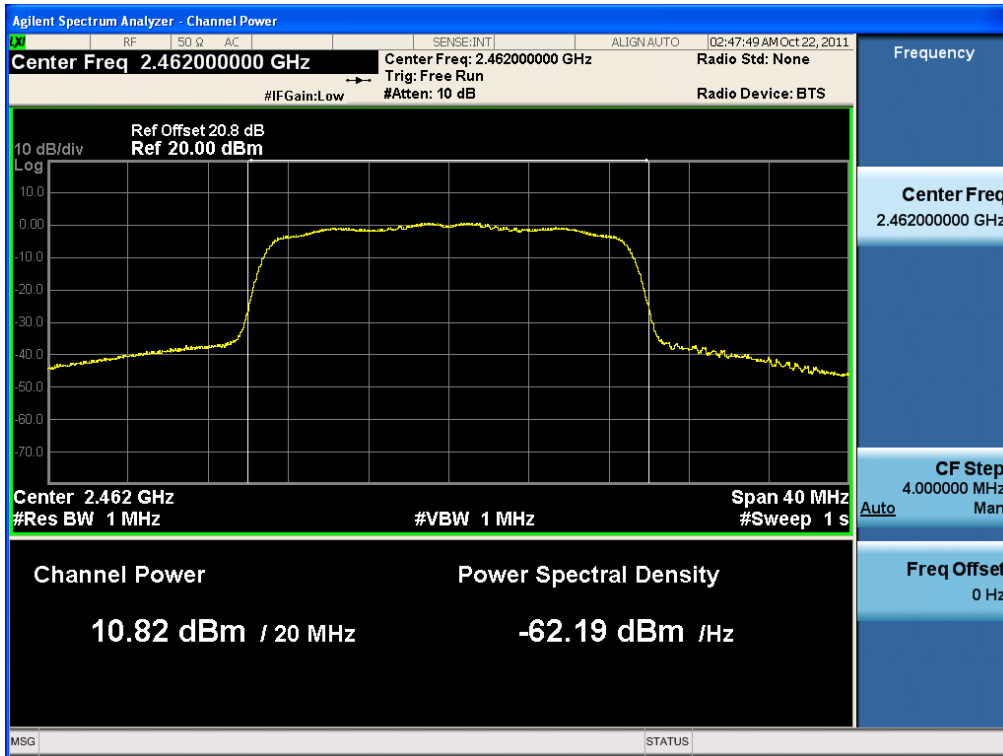 Agilent Spectrum Analyzer - Channel Power
LXI RF 50 Ω AC SENSE:INT ALIGN AUTO 02:47:49 AM Oct 22, 2011
Center Freq 2.462000000 GHz
Center Freq: 2.462000000 GHz
Radio Std: None
Trig: Free Run
#IFGain:Low
#Atten: 10 dB
Radio Device: BTS
Ref Offset 20.8 dB
10 dB/div Ref 20.00 dBm
Log
10.0
0.00
-10.0
-20.0
-30.0
-40.0
-50.0
-60.0
-70.0
Center 2.462 GHz
Span 40 MHz
#Res BW 1 MHz
#VBW 1 MHz
#Sweep 1 s
Channel Power
Power Spectral Density
10.82 dBm / 20 MHz
-62.19 dBm /Hz
MSG
STATUS
Frequency
Center Freq
2.462000000 GHz
CF Step
4.000000 MHz
Auto Man
Freq Offset
0 Hz